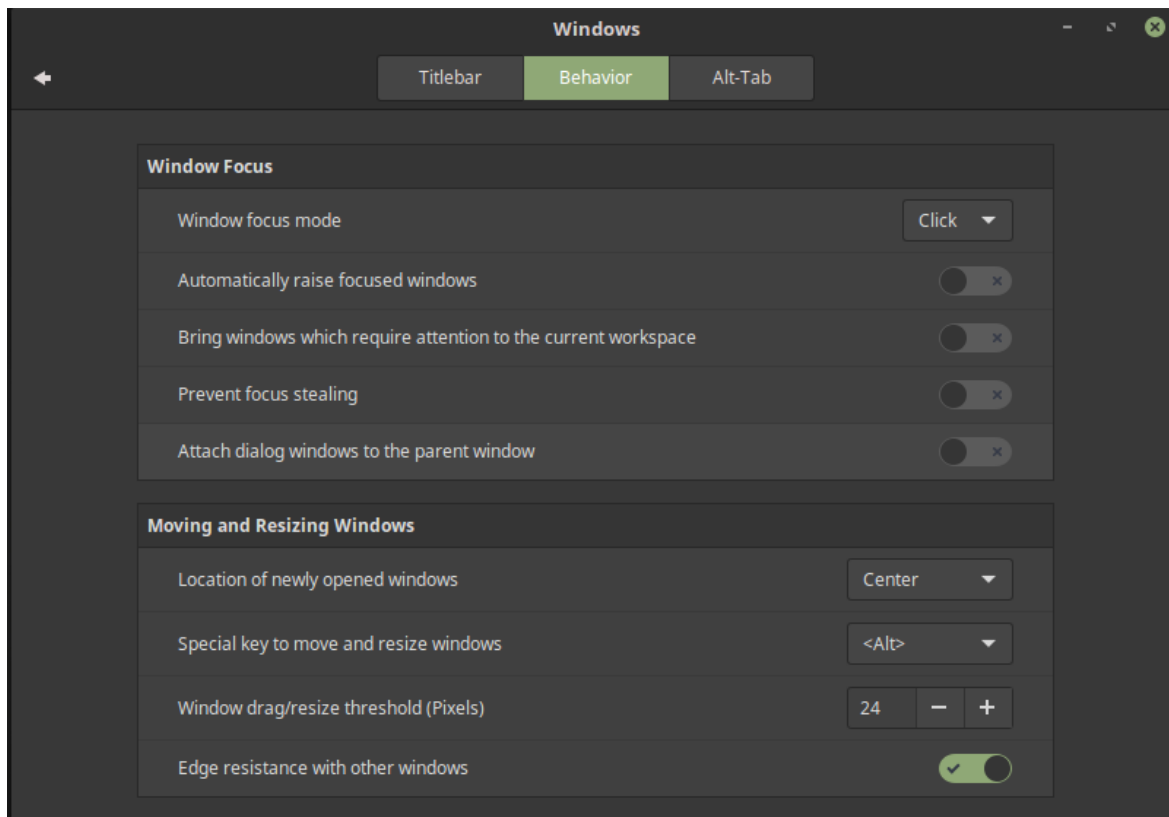 Windows
Titlebar Behavior Alt-Tab
Window Focus
Window focus mode Click
Automatically raise focused windows
Bring windows which require attention to the current workspace
Prevent focus stealing
Attach dialog windows to the parent window
Moving and Resizing Windows
Location of newly opened windows Center
Special key to move and resize windows <Alt>
Window drag/resize threshold (Pixels) 24 − +
Edge resistance with other windows